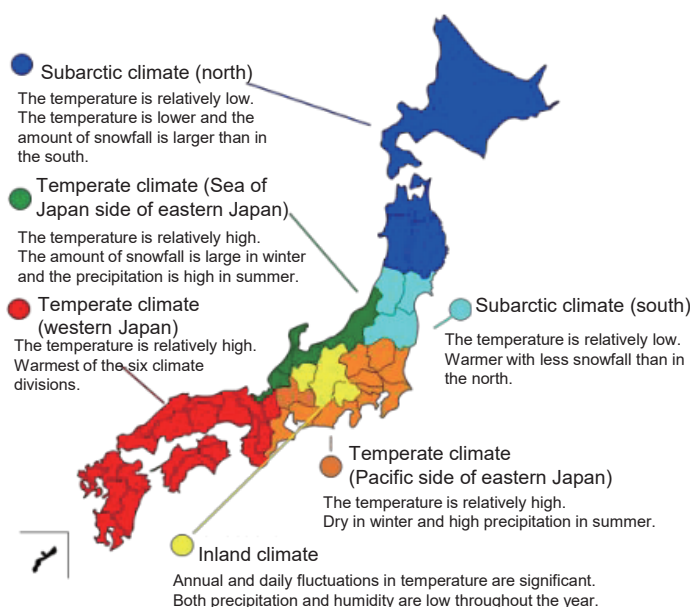 Subarctic climate (north)
The temperature is relatively low.
The temperature is lower and the
amount of snowfall is larger than in
the south.
Temperate climate (Sea of
Japan side of eastern Japan)
The temperature is relatively high.
The amount of snowfall is large in winter
and the precipitation is high in summer.
Temperate climate
(western Japan)
The temperature is relatively high.
Warmest of the six climate
divisions.
Subarctic climate (south)
The temperature is relatively low.
Warmer with less snowfall than in
the north.
Temperate climate
(Pacific side of eastern Japan)
The temperature is relatively high.
Dry in winter and high precipitation in summer.
Inland climate
Annual and daily fluctuations in temperature are significant.
Both precipitation and humidity are low throughout the year.